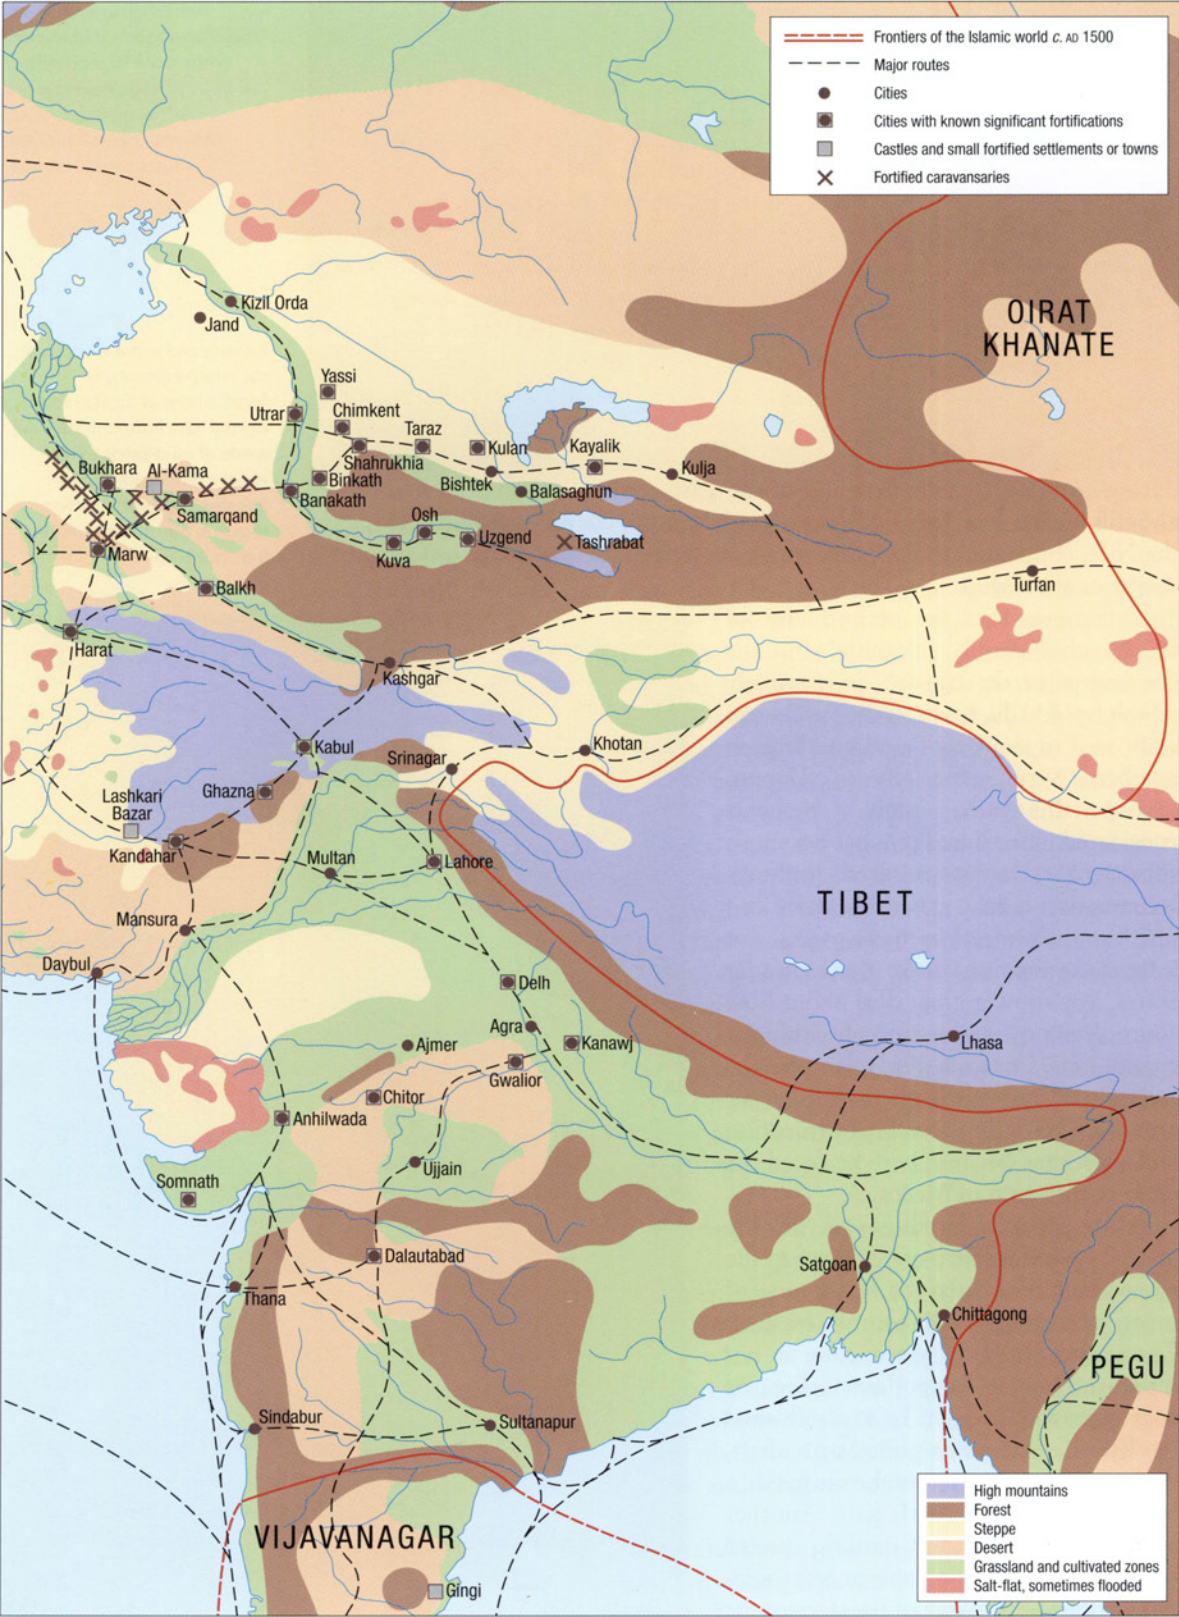 Frontiers of the Islamic world c. AD 1500
Major routes
Cities
Cities with known significant fortifications
Castles and small fortified settlements or towns
Fortified caravansaries
OIRAT
KHANATE
Kizil Orda
Jand
Yassi
Utrar
Chimkent
Taraz
Kulan
Kayalik
Shahrukhia
Kulja
Bukhara
Al-Kama
Binkath
Bishtek
Balasaghun
Banakath
Samarqand
Osh
Uzgend
Tashrabat
Marw
Kuva
Turfan
Balkh
Harat
Kashgar
Kabul
Khotan
Srinagar
Ghazna
Lashkari
Bazar
Kandahar
Multan
Lahore
TIBET
Mansura
Daybul
Delh
Agra
Kanawj
Lhasa
Ajmer
Gwalior
Chitor
Anhilwada
Ujjain
Somnath
Dalautabad
Satgoan
Thana
Chittagong
PEGU
Sindabur
Sultanapur
VIJAVANAGAR
Gingi
High mountains
Forest
Steppe
Desert
Grassland and cultivated zones
Salt-flat, sometimes flooded